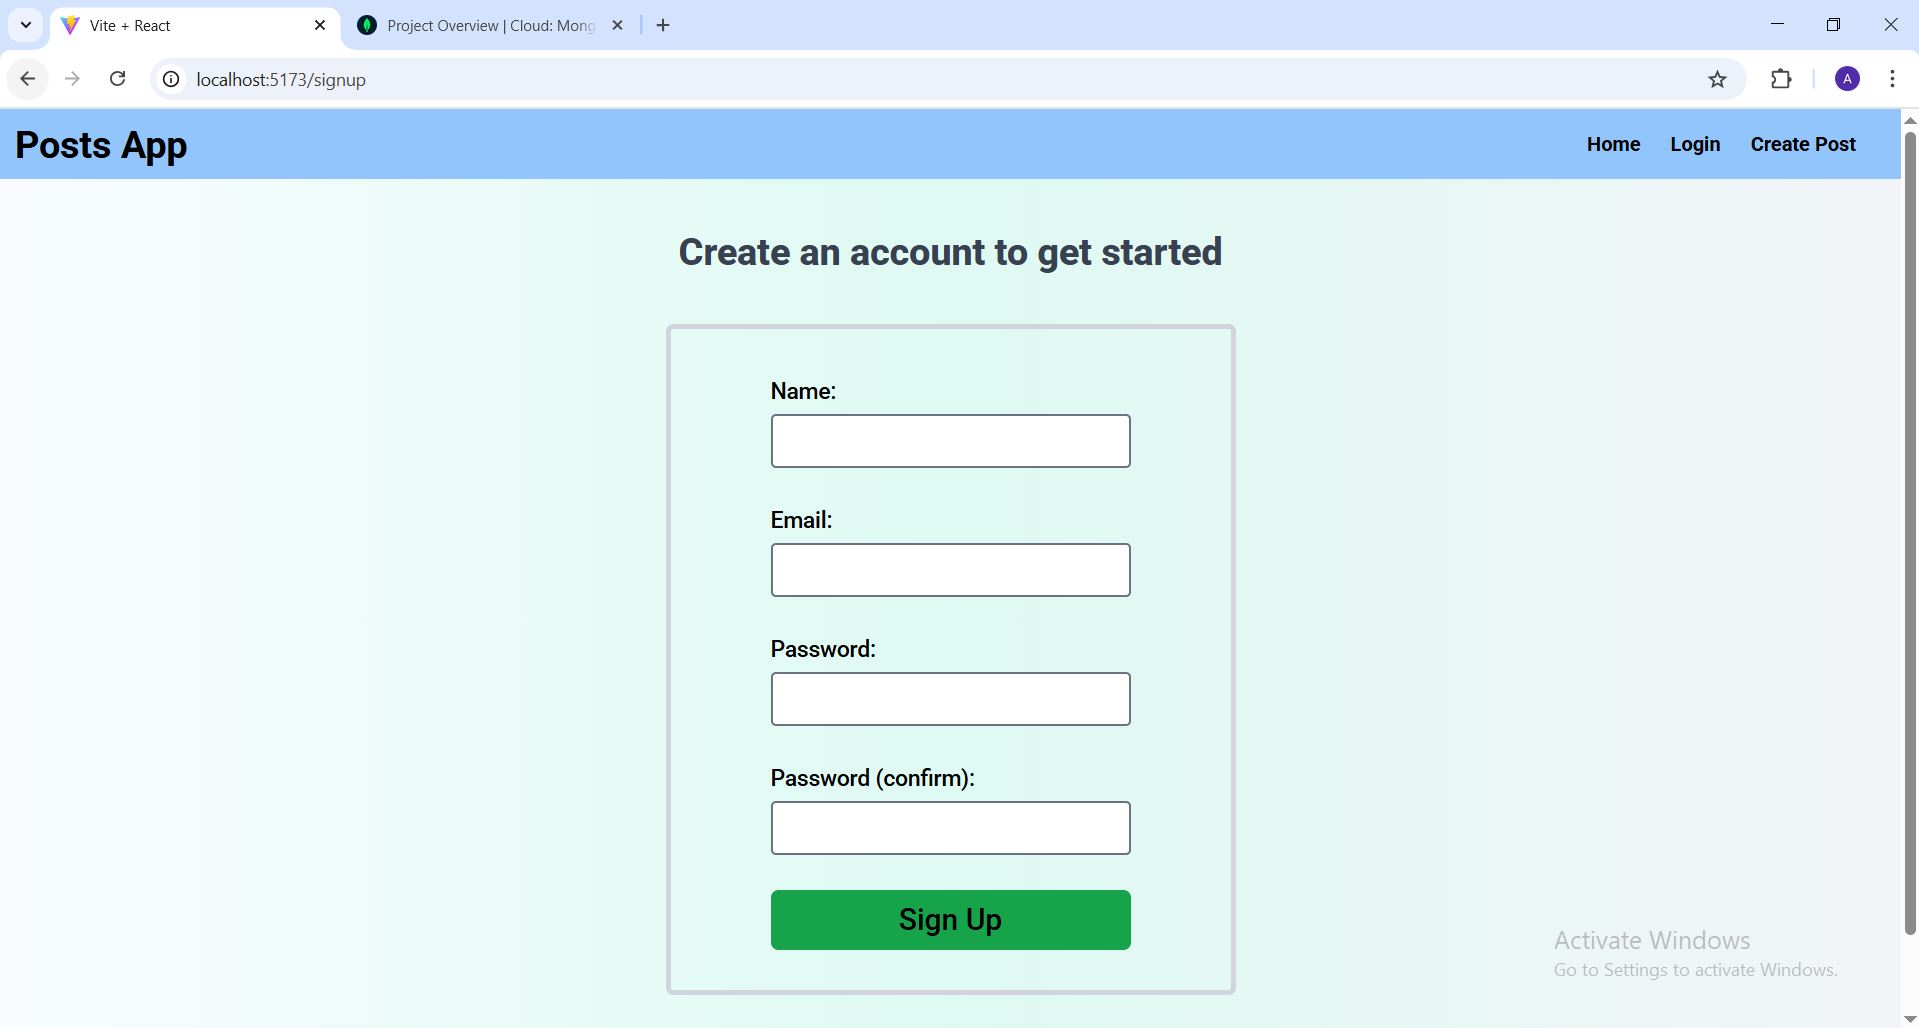 Vite + React
Project Overview | Cloud: Mong
localhost:5173/signup
A
Posts App
Home
Login
Create Post
Create an account to get started
Name:
Email:
Password:
Password (confirm):
Sign Up
Activate Windows
Go to Settings to activate Windows.